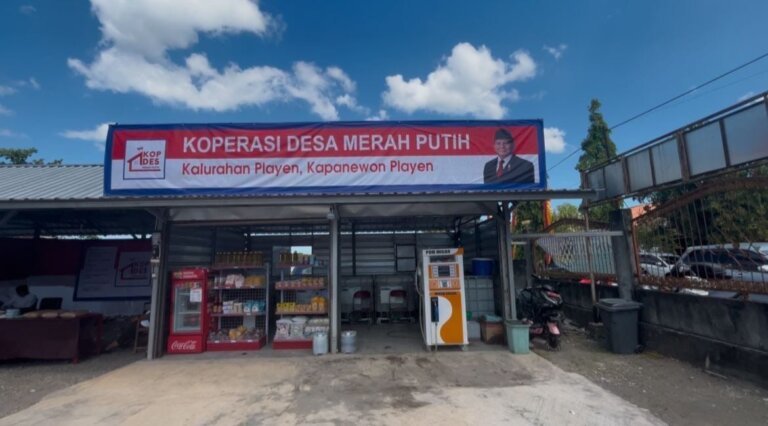 KOPERASI DESA MERAH PUTIH
Kalurahan Playen, Kapanewon Playen
KOP
DES
Coca-Cola